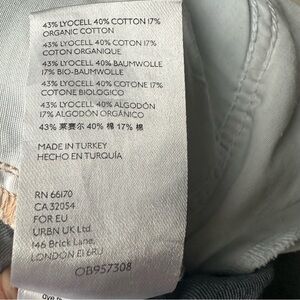 43% LYOCELL 40% COTTON 17%
ORGANIC COTTON
43% LYOCELL 40% COTON 17%
COTON ORGANIQUE
43% LYOCELL 40% BAUMWOLLE
17% BIO-BAUMWOLLE
43% LYOCELL 40% COTONE 17%
COTONE BIOLOGICO
43% LYOCELL 40% ALGODÓN
17% ALGODÓN ORGÁNICO
43% 莱赛尔 40% 棉 17% 棉
MADE IN TURKEY
HECHO EN TURQUÍA
RN 66170
CA 32054
FOR EU
URBN UK Ltd.
146 Brick Lane,
LONDON E1 6RU
OB957308